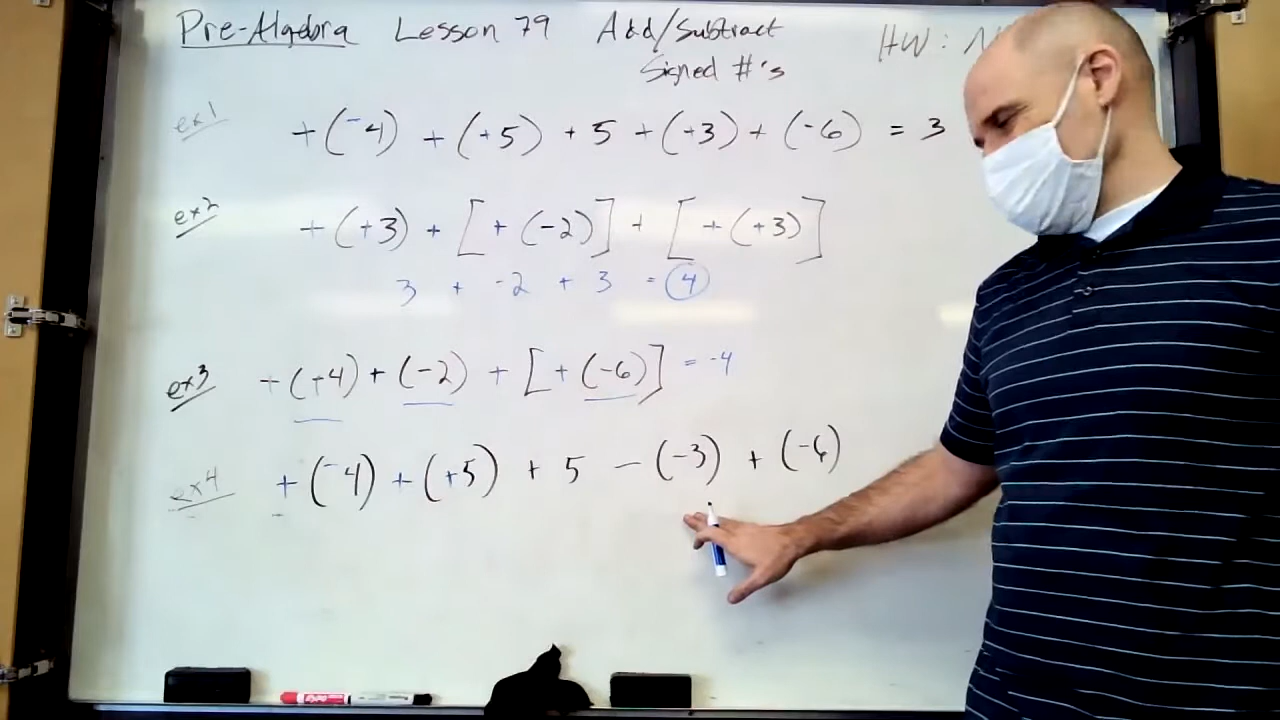 Pre-Algebra Lesson 79 Add/Subtract HW:
Signed #'s
ex1 +(-4) + (+5) + 5 + (+3) + (-6) = 3
ex2 +(+3) + [+(-2)] + [+(+3)]
3 + -2 + 3 = 4
ex3 +(+4) + (-2) + [+(-6)] = -4
ex4 +(-4) + (+5) + 5 - (-3) + (-6)
EXPO